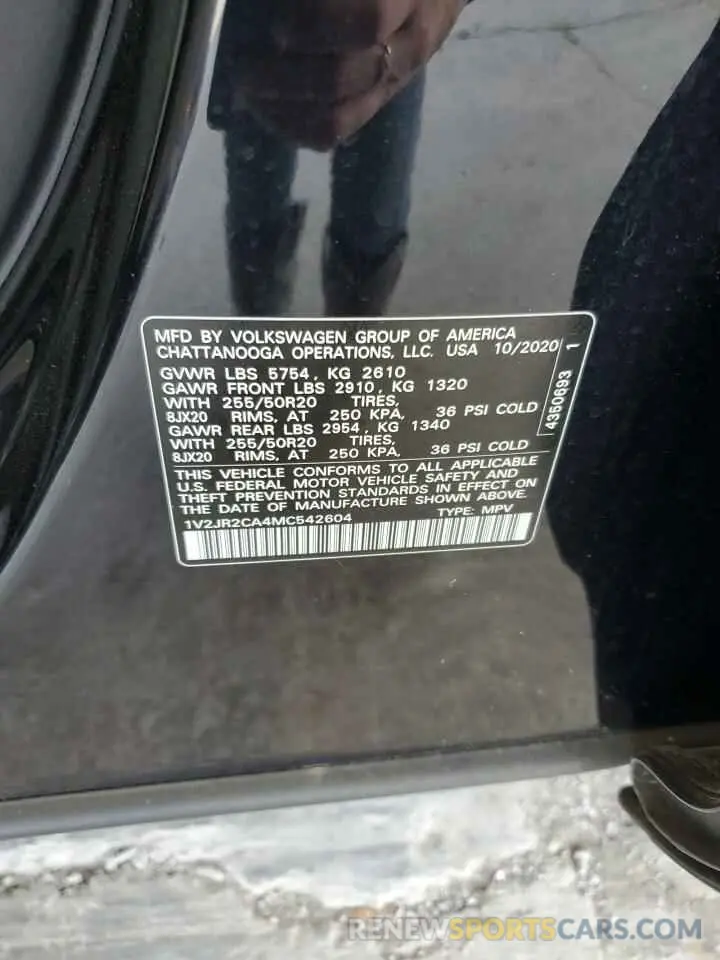 MFD BY VOLKSWAGEN GROUP OF AMERICA
CHATTANOOGA OPERATIONS, LLC. USA 10/2020
GVWR LBS 5754, KG 2610
GAWR FRONT LBS 2910, KG 1320
WITH 255/50R20 TIRES,
8JX20 RIMS, AT 250 KPA, 36 PSI COLD
GAWR REAR LBS 2954, KG 1340
WITH 255/50R20 TIRES,
8JX20 RIMS, AT 250 KPA, 36 PSI COLD
4350693 1
THIS VEHICLE CONFORMS TO ALL APPLICABLE
U.S. FEDERAL MOTOR VEHICLE SAFETY AND
THEFT PREVENTION STANDARDS IN EFFECT ON
THE DATE OF MANUFACTURE SHOWN ABOVE.
1V2JR2CA4MC542604 TYPE: MPV
RENEWSPORTSCARS.COM